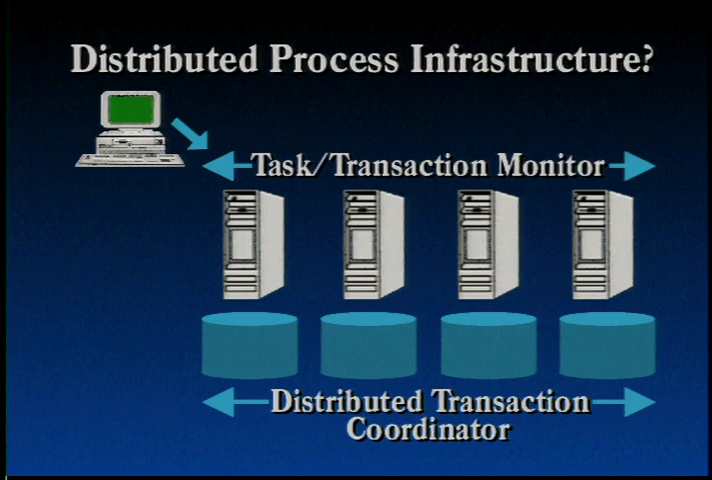 Distributed Process Infrastructure?
Task/Transaction Monitor
Distributed Transaction
Coordinator